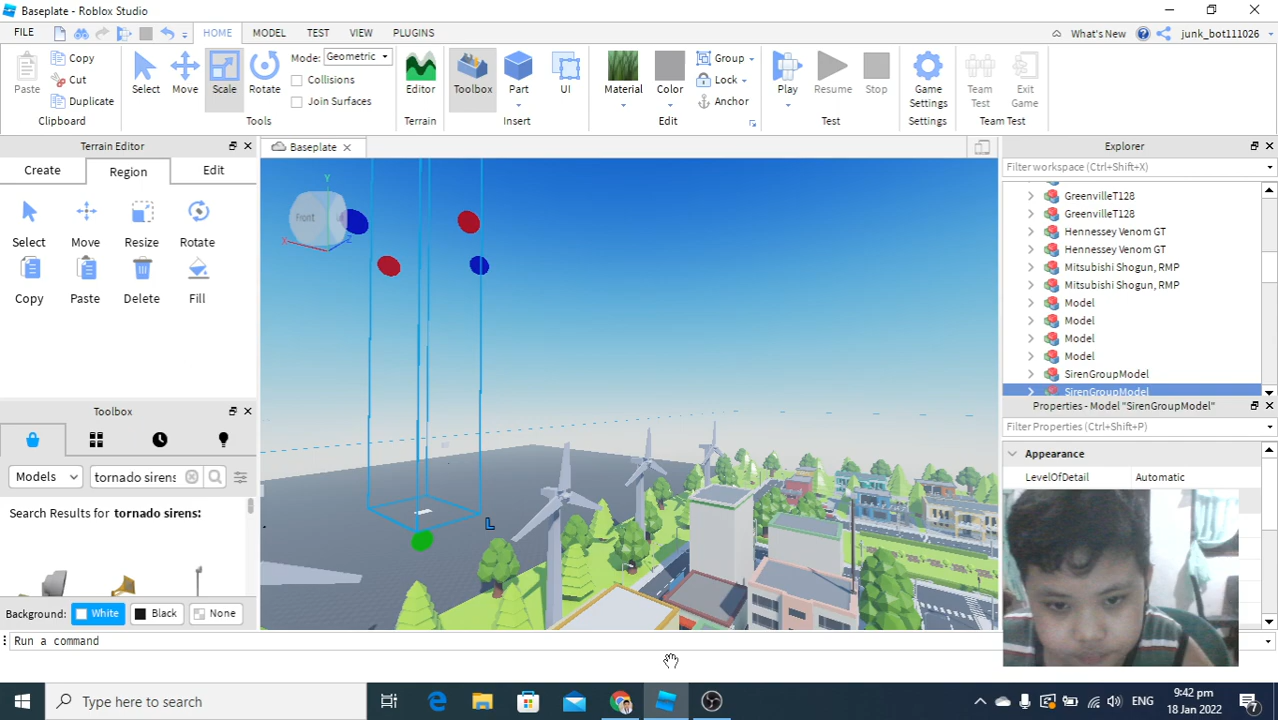 Baseplate - Roblox Studio
FILE HOME MODEL TEST VIEW PLUGINS What's New junk_bot111026
Paste Copy Cut Duplicate Clipboard
Select Move Scale Rotate Mode: Geometric Collisions Join Surfaces Tools
Editor Terrain
Toolbox Part UI Insert
Material Color Group Lock Anchor Edit
Play Resume Stop Test
Game Settings Settings
Team Test Exit Game Team Test
Terrain Editor
Create Region Edit
Select Move Resize Rotate
Copy Paste Delete Fill
Toolbox
Models tornado sirens
Search Results for tornado sirens:
Background: White Black None
Run a command
Baseplate
Y
Front
X
Z
L
Explorer
Filter workspace (Ctrl+Shift+X)
GreenvilleT128
GreenvilleT128
Hennessey Venom GT
Hennessey Venom GT
Mitsubishi Shogun, RMP
Mitsubishi Shogun, RMP
Model
Model
Model
Model
SirenGroupModel
SirenGroupModel
Properties - Model "SirenGroupModel"
Filter Properties (Ctrl+Shift+P)
Appearance
LevelOfDetail Automatic
Type here to search
ENG
9:42 pm
18 Jan 2022
7